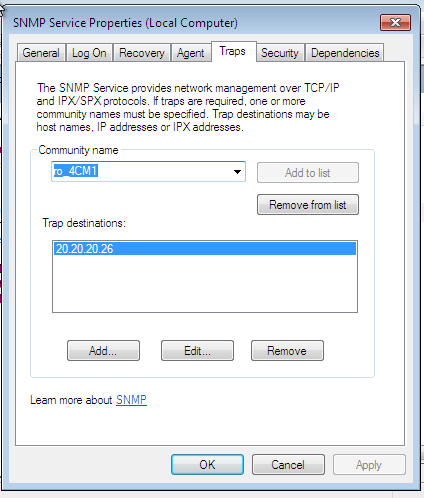 SNMP Service Properties (Local Computer)
General Log On Recovery Agent Traps Security Dependencies
The SNMP Service provides network management over TCP/IP
and IPX/SPX protocols. If traps are required, one or more
community names must be specified. Trap destinations may be
host names, IP addresses or IPX addresses.
Community name
ro_4CM1
Add to list
Remove from list
Trap destinations:
20.20.20.26
Add... Edit... Remove
Learn more about SNMP
OK Cancel Apply